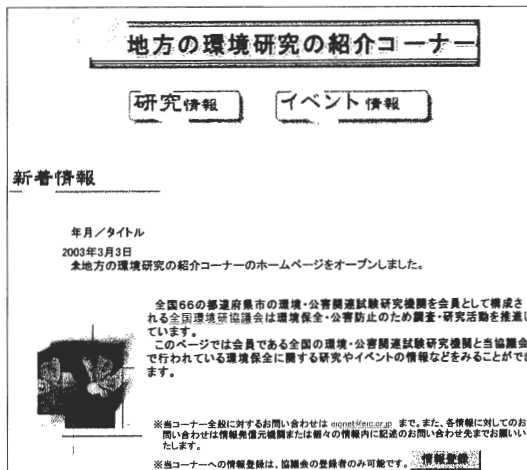 地方の環境研究の紹介コーナー
研究情報
イベント情報
新着情報
年月／タイトル
2003年3月3日
地方の環境研究の紹介コーナーのホームページをオープンしました。
全国66の都道府県市の環境・公害関連試験研究機関を会員として構成さ
れる全国環境研協議会は環境保全・公害防止のため調査・研究活動を推進し
ています。
このページでは会員である全国の環境・公害関連試験研究機関と当協議会
で行われている環境保全に関する研究やイベントの情報などをみることができ
ます。
※当コーナー全般に対するお問い合わせは eionet@eic.or.jp まで。また、各情報に対してのお
問い合わせは情報発信元機関または個々の情報内に記述のお問い合わせ先までお願いい
たします。
※当コーナーへの情報登録は、協議会の登録者のみ可能です。 情報登録